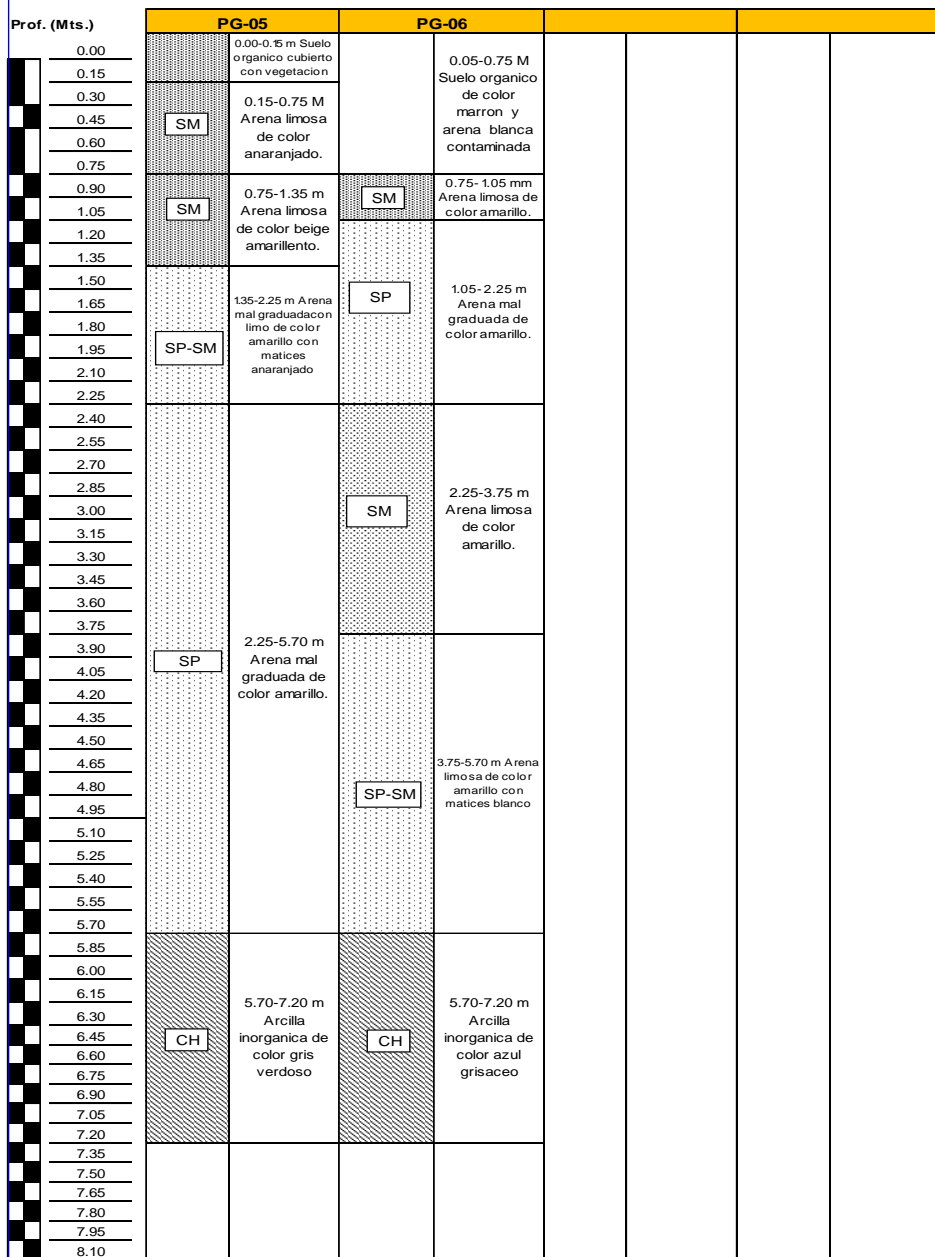 Prof. (Mts.)
PG-05
PG-06
0.00
0.15
0.30
0.45
0.60
0.75
0.90
1.05
1.20
1.35
1.50
1.65
1.80
1.95
2.10
2.25
2.40
2.55
2.70
2.85
3.00
3.15
3.30
3.45
3.60
3.75
3.90
4.05
4.20
4.35
4.50
4.65
4.80
4.95
5.10
5.25
5.40
5.55
5.70
5.85
6.00
6.15
6.30
6.45
6.60
6.75
6.90
7.05
7.20
7.35
7.50
7.65
7.80
7.95
8.10
0.00-0.15 m Suelo
organico cubierto
con vegetacion
SM
0.15-0.75 M
Arena limosa
de color
anaranjado.
SM
0.75-1.35 m
Arena limosa
de color beige
amarillento.
SP-SM
1.35-2.25 m Arena
mal graduadacon
limo de color
amarillo con
matices
anaranjado
SP
2.25-5.70 m
Arena mal
graduada de
color amarillo.
CH
5.70-7.20 m
Arcilla
inorganica de
color gris
verdoso
0.05-0.75 M
Suelo organico
de color
marron y
arena blanca
contaminada
SM
0.75-1.05 mm
Arena limosa de
color amarillo.
SP
1.05-2.25 m
Arena mal
graduada de
color amarillo.
SM
2.25-3.75 m
Arena limosa
de color
amarillo.
SP-SM
3.75-5.70 m Arena
limosa de color
amarillo con
matices blanco
CH
5.70-7.20 m
Arcilla
inorganica de
color azul
grisaceo